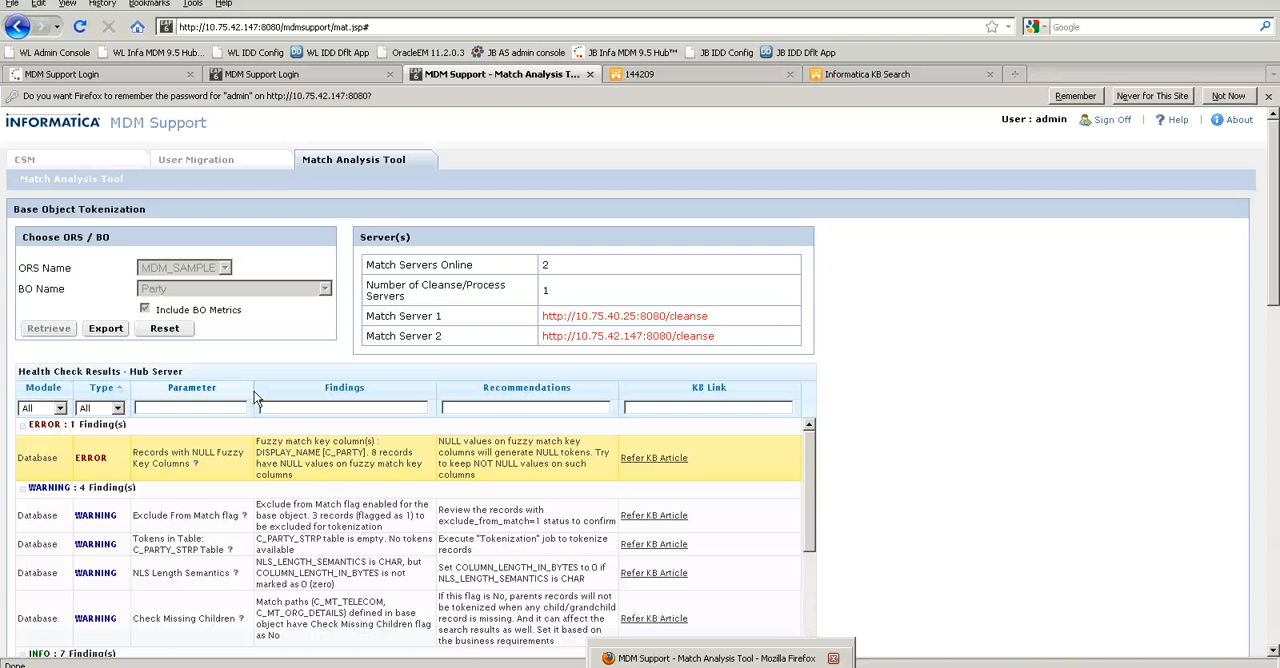 File Edit View History Bookmarks Tools Help
http://10.75.42.147:8080/mdmsupport/mat.jsp# Google
WL Admin Console WL Infa MDM 9.5 Hub... WL IDD Config WL IDD Dflt App OracleEM 11.2.0.3 JB AS admin console JB Infa MDM 9.5 Hub™ JB IDD Config JB IDD Dflt App
MDM Support Login MDM Support Login MDM Support - Match Analysis T... 144209 Informatica KB Search
Do you want Firefox to remember the password for "admin" on http://10.75.42.147:8080? Remember Never for This Site Not Now
INFORMATICA MDM Support User : admin Sign Off | ? Help | About
CSM User Migration Match Analysis Tool
Match Analysis Tool
Base Object Tokenization
Choose ORS / BO
ORS Name MDM_SAMPLE
BO Name Party
Include BO Metrics
Retrieve Export Reset
Server(s)
Match Servers Online 2
Number of Cleanse/Process
Servers 1
Match Server 1 http://10.75.40.25:8080/cleanse
Match Server 2 http://10.75.42.147:8080/cleanse
Health Check Results - Hub Server
Module Type Parameter Findings Recommendations KB Link
All All
ERROR : 1 Finding(s)
Database ERROR Records with NULL Fuzzy
Key Columns ?
Fuzzy match key column(s) :
DISPLAY_NAME [C_PARTY]. 8 records
have NULL values on fuzzy match key
columns
NULL values on fuzzy match key
columns will generate NULL tokens. Try
to keep NOT NULL values on such
columns
Refer KB Article
WARNING : 4 Finding(s)
Database WARNING Exclude From Match flag ?
Exclude from Match flag enabled for the
base object. 3 records (flagged as 1) to
be excluded for tokenization
Review the records with
exclude_from_match=1 status to confirm
Refer KB Article
Database WARNING Tokens in Table:
C_PARTY_STRP Table ?
C_PARTY_STRP table is empty. No tokens
available
Execute "Tokenization" job to tokenize
records
Refer KB Article
Database WARNING NLS Length Semantics ?
NLS_LENGTH_SEMANTICS is CHAR, but
COLUMN_LENGTH_IN_BYTES is not
marked as 0 (zero)
Set COLUMN_LENGTH_IN_BYTES to 0 if
NLS_LENGTH_SEMANTICS is CHAR
Refer KB Article
Database WARNING Check Missing Children ?
Match paths (C_MT_TELECOM,
C_MT_ORG_DETAILS) defined in base
object have Check Missing Children flag
as No
If this flag is No, parents records will not
be tokenized when any child/grandchild
record is missing. And it can affect the
search results as well. Set it based on
the business requirements
Refer KB Article
INFO : 7 Finding(s)
MDM Support - Match Analysis Tool - Mozilla Firefox
Done